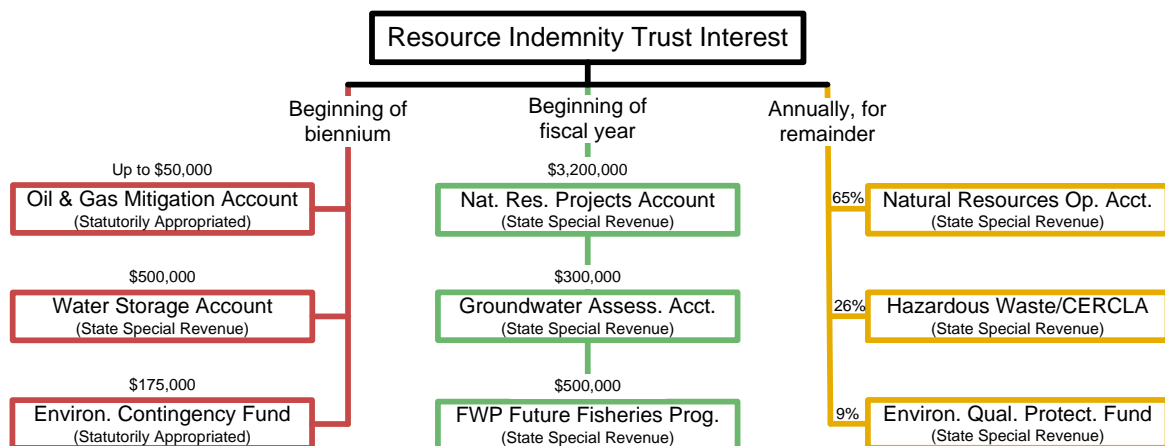 Resource Indemnity Trust Interest
Beginning of
biennium
Beginning of
fiscal year
Annually, for
remainder
Up to $50,000
Oil & Gas Mitigation Account
(Statutorily Appropriated)
$3,200,000
Nat. Res. Projects Account
(State Special Revenue)
65%
Natural Resources Op. Acct.
(State Special Revenue)
$500,000
Water Storage Account
(State Special Revenue)
$300,000
Groundwater Assess. Acct.
(State Special Revenue)
26%
Hazardous Waste/CERCLA
(State Special Revenue)
$175,000
Environ. Contingency Fund
(Statutorily Appropriated)
$500,000
FWP Future Fisheries Prog.
(State Special Revenue)
9%
Environ. Qual. Protect. Fund
(State Special Revenue)